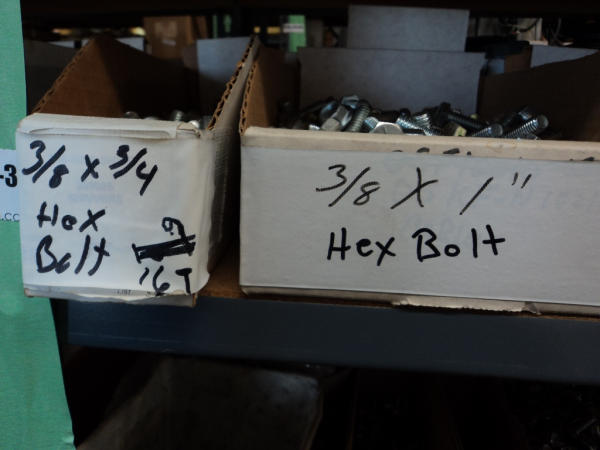 3/8 x 3/4
Hex
Bolt
16T
3/8 X 1"
Hex Bolt
-3